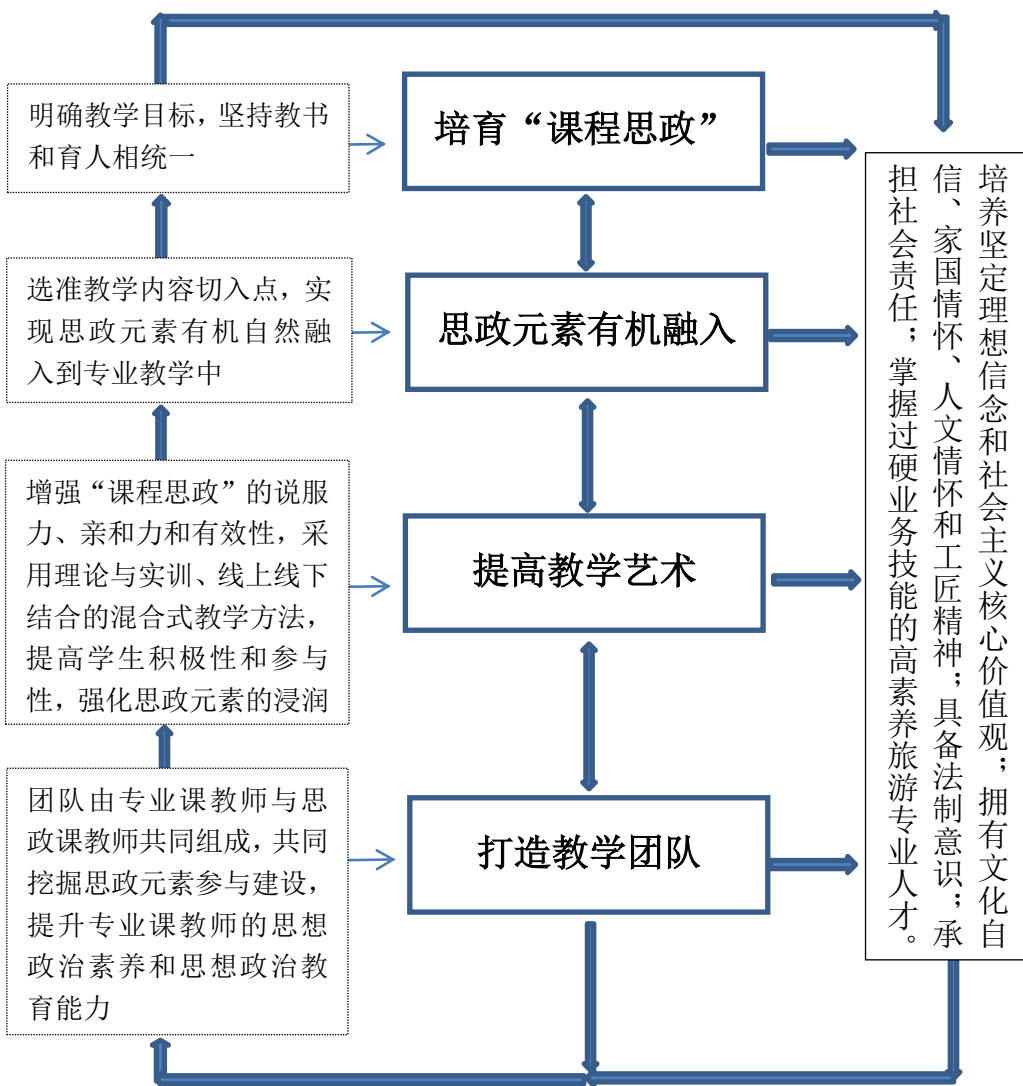 明确教学目标，坚持教书
和育人相统一
培育“课程思政”
选准教学内容切入点，实
现思政元素有机自然融
入到专业教学中
思政元素有机融入
增强“课程思政”的说服
力、亲和力和有效性，采
用理论与实训、线上线下
结合的混合式教学方法，
提高学生积极性和参与
性，强化思政元素的浸润
提高教学艺术
团队由专业课教师与思
政课教师共同组成，共同
挖掘思政元素参与建设，
提升专业课教师的思想
政治素养和思想政治教
育能力
打造教学团队
培养坚定理想信念和社会主义核心价值观；拥有文化自
信、家国情怀、人文情怀和工匠精神；具备法制意识；承
担社会责任；掌握过硬业务技能的高素养旅游专业人才。